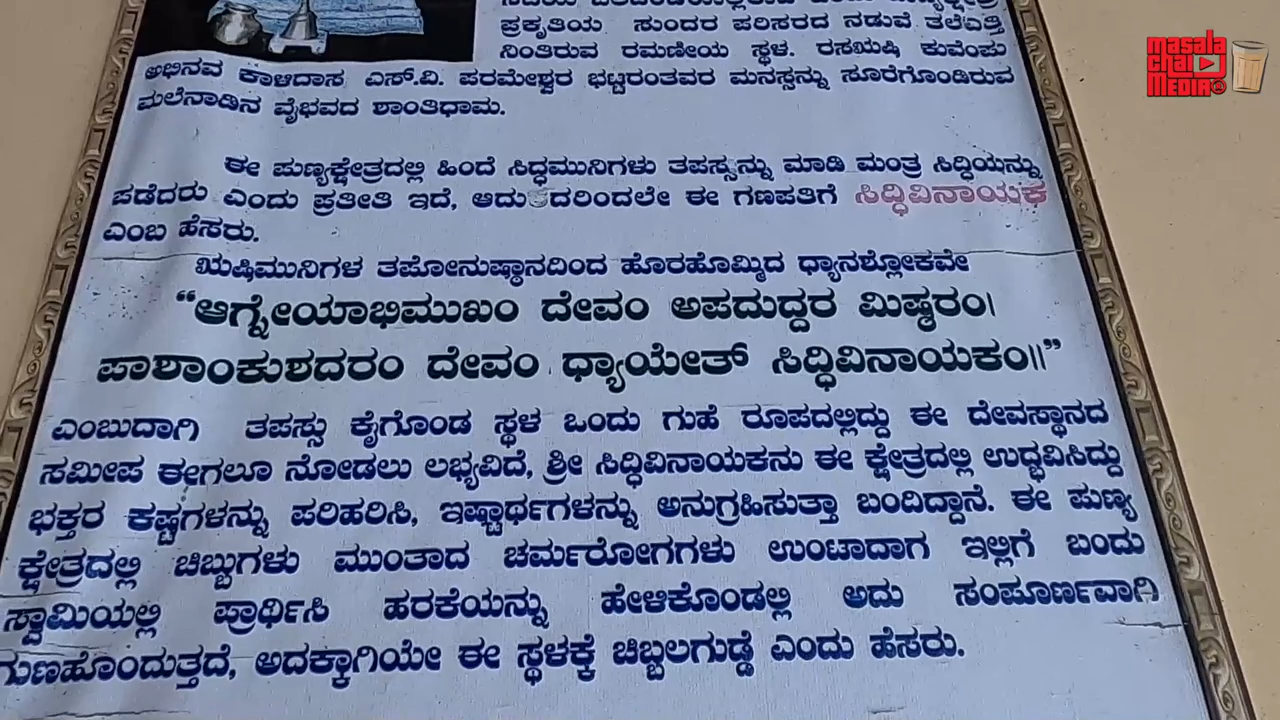 ಪ್ರಕೃತಿಯ ಸುಂದರ ಪರಿಸರದ ನಡುವೆ ತಲೆಎತ್ತಿ
ನಿಂತಿರುವ ರಮಣೀಯ ಸ್ಥಳ. ರಸಋಷಿ ಕುವೆಂಪು
ಅಭಿನವ ಕಾಳಿದಾಸ ಎಸ್.ವಿ. ಪರಮೇಶ್ವರ ಭಟ್ಟರಂತವರ ಮನಸ್ಸನ್ನು ಸೂರೆಗೊಂಡಿರುವ
ಮಲೆನಾಡಿನ ವೈಭವದ ಶಾಂತಿಧಾಮ.
ಈ ಪುಣ್ಯಕ್ಷೇತ್ರದಲ್ಲಿ ಹಿಂದೆ ಸಿದ್ಧಮುನಿಗಳು ತಪಸ್ಸನ್ನು ಮಾಡಿ ಮಂತ್ರ ಸಿದ್ಧಿಯನ್ನು
ಪಡೆದರು ಎಂದು ಪ್ರತೀತಿ ಇದೆ, ಆದುದರಿಂದಲೇ ಈ ಗಣಪತಿಗೆ ಸಿದ್ಧಿವಿನಾಯಕ
ಎಂಬ ಹೆಸರು.
ಋಷಿಮುನಿಗಳ ತಪೋನುಷ್ಠಾನದಿಂದ ಹೊರಹೊಮ್ಮಿದ ಧ್ಯಾನಶ್ಲೋಕವೇ
“ಆಗ್ನೇಯಾಭಿಮುಖಂ ದೇವಂ ಅಪದುದ್ದರ ಮಿಷ್ಠರಂ।
ಪಾಶಾಂಕುಶದರಂ ದೇವಂ ಧ್ಯಾಯೇತ್ ಸಿದ್ಧಿವಿನಾಯಕಂ॥”
ಎಂಬುದಾಗಿ ತಪಸ್ಸು ಕೈಗೊಂಡ ಸ್ಥಳ ಒಂದು ಗುಹೆ ರೂಪದಲ್ಲಿದ್ದು ಈ ದೇವಸ್ಥಾನದ
ಸಮೀಪ ಈಗಲೂ ನೋಡಲು ಲಭ್ಯವಿದೆ, ಶ್ರೀ ಸಿದ್ಧಿವಿನಾಯಕನು ಈ ಕ್ಷೇತ್ರದಲ್ಲಿ ಉದ್ಭವಿಸಿದ್ದು
ಭಕ್ತರ ಕಷ್ಟಗಳನ್ನು ಪರಿಹರಿಸಿ, ಇಷ್ಟಾರ್ಥಗಳನ್ನು ಅನುಗ್ರಹಿಸುತ್ತಾ ಬಂದಿದ್ದಾನೆ. ಈ ಪುಣ್ಯ
ಕ್ಷೇತ್ರದಲ್ಲಿ ಚಿಬ್ಬುಗಳು ಮುಂತಾದ ಚರ್ಮರೋಗಗಳು ಉಂಟಾದಾಗ ಇಲ್ಲಿಗೆ ಬಂದು
ಸ್ವಾಮಿಯಲ್ಲಿ ಪ್ರಾರ್ಥಿಸಿ ಹರಕೆಯನ್ನು ಹೇಳಿಕೊಂಡಲ್ಲಿ ಅದು ಸಂಪೂರ್ಣವಾಗಿ
ಗುಣಹೊಂದುತ್ತದೆ, ಅದಕ್ಕಾಗಿಯೇ ಈ ಸ್ಥಳಕ್ಕೆ ಚಿಬ್ಬಲಗುಡ್ಡೆ ಎಂದು ಹೆಸರು.
masala
chai
MEDIA